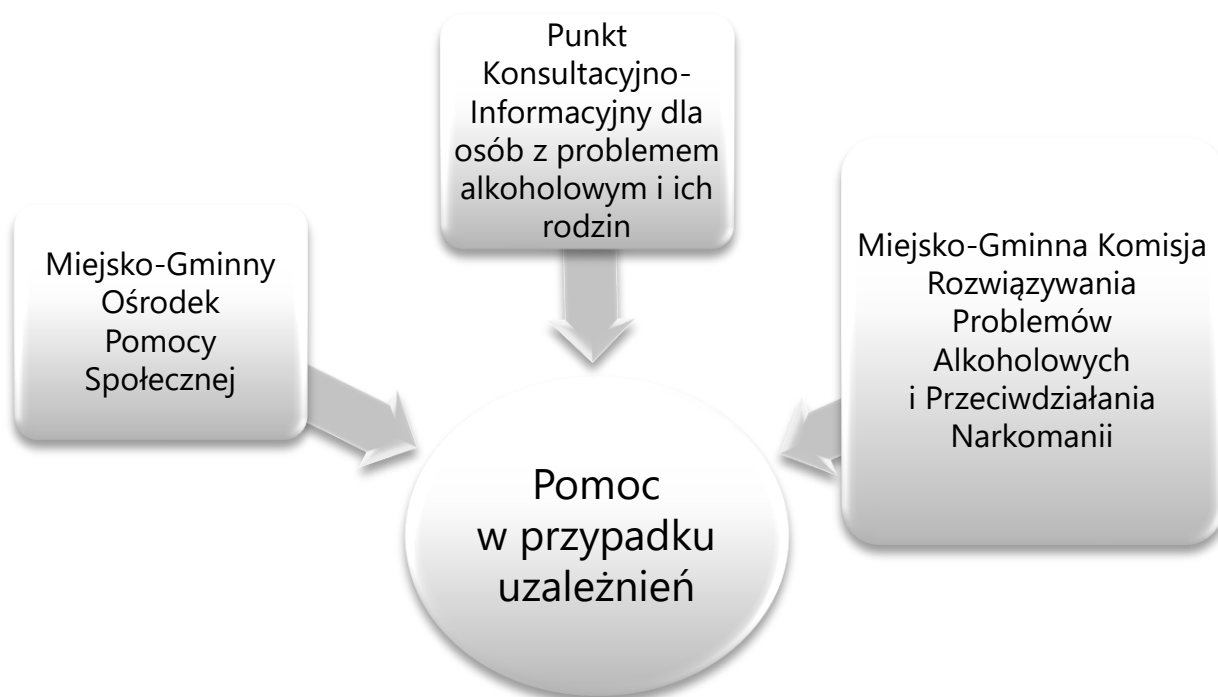 Punkt
Konsultacyjno-
Informacyjny dla
osób z problemem
alkoholowym i ich
rodzin
Miejsko-Gminny
Ośrodek
Pomocy
Społecznej
Miejsko-Gminna Komisja
Rozwiązywania
Problemów
Alkoholowych
i Przeciwdziałania
Narkomanii
Pomoc
w przypadku
uzależnień